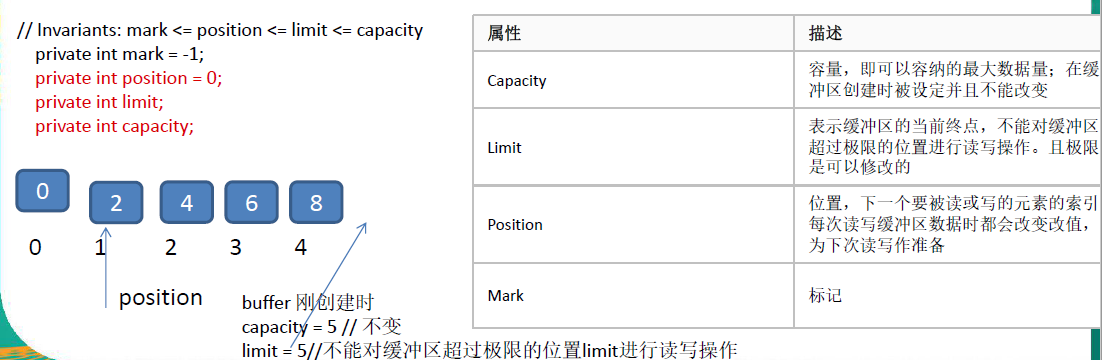 // Invariants: mark <= position <= limit <= capacity
private int mark = -1;
private int position = 0;
private int limit;
private int capacity;
0
2
4
6
8
0
1
2
3
4
position
buffer 刚创建时
capacity = 5 // 不变
limit = 5//不能对缓冲区超过极限的位置limit进行读写操作
属性
描述
Capacity
容量，即可以容纳的最大数据量；在缓
冲区创建时被设定并且不能改变
Limit
表示缓冲区的当前终点，不能对缓冲区
超过极限的位置进行读写操作。且极限
是可以修改的
Position
位置，下一个要被读或写的元素的索引
每次读写缓冲区数据时都会改变改值，
为下次读写作准备
Mark
标记